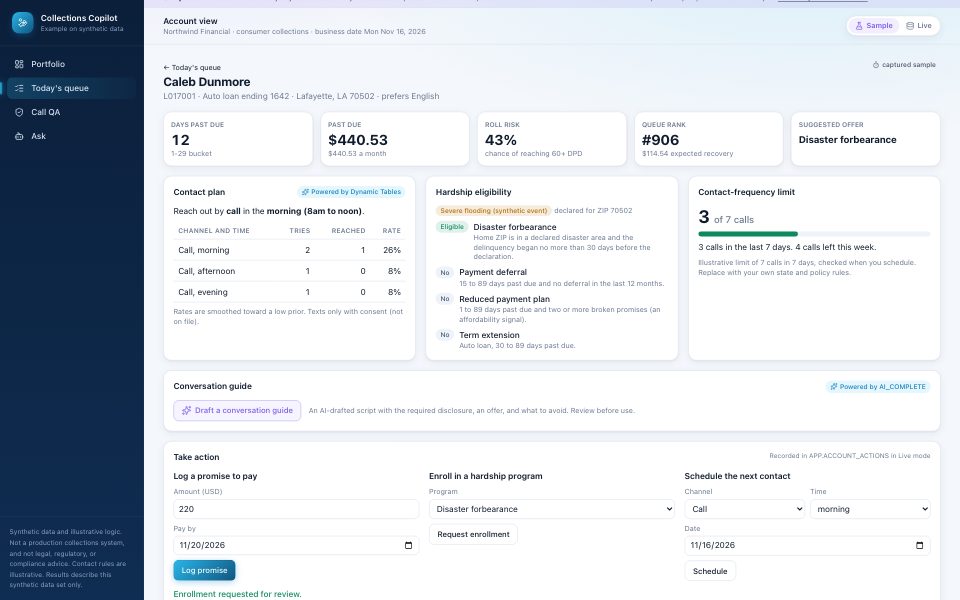 Collections Copilot
Example on synthetic data
Portfolio
Today's queue
Call QA
Ask
Synthetic data and illustrative logic.
Not a production collections system,
and not legal, regulatory, or
compliance advice. Contact rules are
illustrative. Results describe this
synthetic data set only.
Account view
Northwind Financial · consumer collections · business date Mon Nov 16, 2026
Sample
Live
← Today's queue
captured sample
Caleb Dunmore
L017001 · Auto loan ending 1642 · Lafayette, LA 70502 · prefers English
DAYS PAST DUE
12
1-29 bucket
PAST DUE
$440.53
$440.53 a month
ROLL RISK
43%
chance of reaching 60+ DPD
QUEUE RANK
#906
$114.54 expected recovery
SUGGESTED OFFER
Disaster forbearance
Contact plan
Powered by Dynamic Tables
Reach out by call in the morning (8am to noon).
CHANNEL AND TIME TRIES REACHED RATE
Call, morning 2 1 26%
Call, afternoon 1 0 8%
Call, evening 1 0 8%
Rates are smoothed toward a low prior. Texts only with consent (not
on file).
Hardship eligibility
Severe flooding (synthetic event) declared for ZIP 70502
Eligible Disaster forbearance
Home ZIP is in a declared disaster area and the
delinquency began no more than 30 days before the
declaration.
No Payment deferral
15 to 89 days past due and no deferral in the last 12 months.
No Reduced payment plan
1 to 89 days past due and two or more broken promises (an
affordability signal).
No Term extension
Auto loan, 30 to 89 days past due.
Contact-frequency limit
3 of 7 calls
3 calls in the last 7 days. 4 calls left this week.
Illustrative limit of 7 calls in 7 days, checked when you schedule.
Replace with your own state and policy rules.
Conversation guide
Powered by AI_COMPLETE
Draft a conversation guide
An AI-drafted script with the required disclosure, an offer, and what to avoid. Review before use.
Take action
Recorded in APP.ACCOUNT_ACTIONS in Live mode
Log a promise to pay
Amount (USD)
220
Pay by
11/20/2026
Log promise
Enrollment requested for review.
Enroll in a hardship program
Program
Disaster forbearance
Request enrollment
Schedule the next contact
Channel Time
Call morning
Date
11/16/2026
Schedule